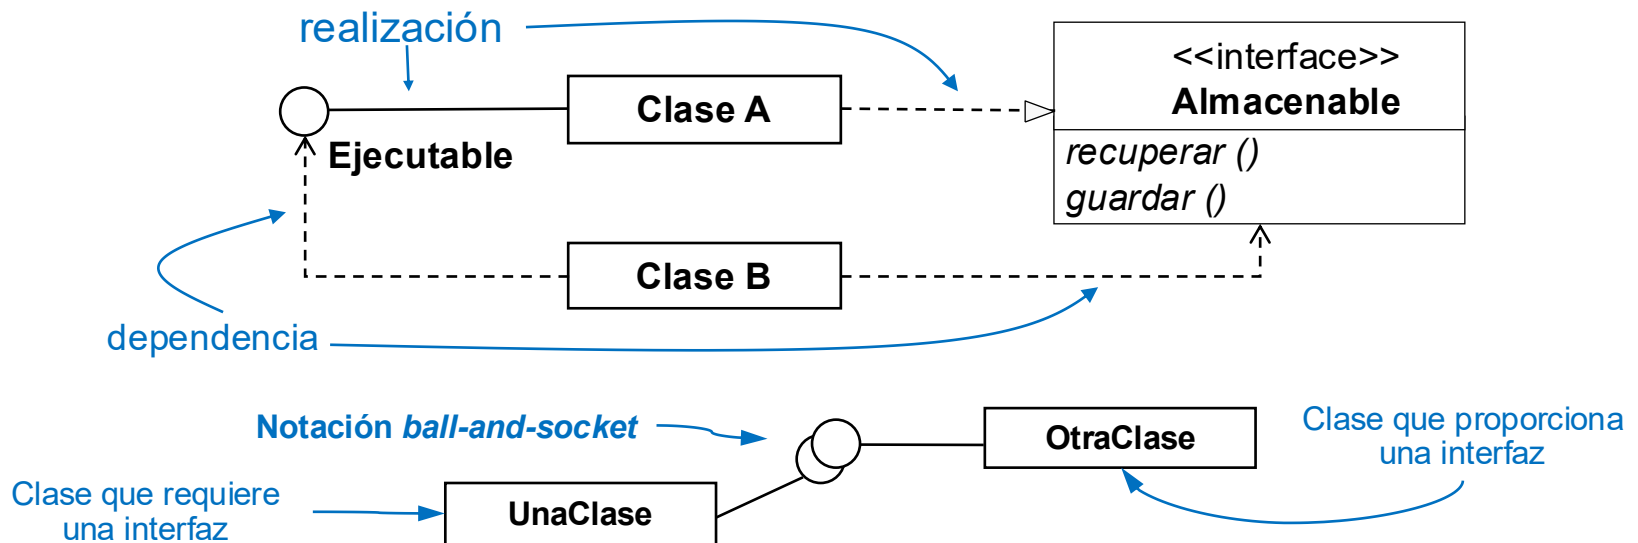 realización
<<interface>>
Almacenable
Clase A
Ejecutable
recuperar ()
guardar ()
Clase B
dependencia
Notación ball-and-socket
OtraClase
Clase que proporciona
una interfaz
Clase que requiere
una interfaz
UnaClase